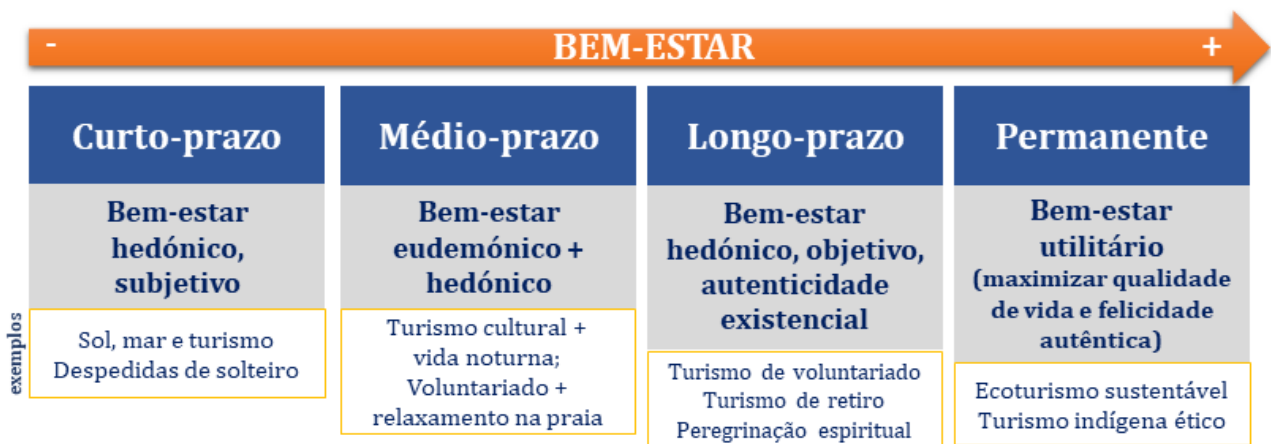 - BEM-ESTAR +
Curto-prazo
Bem-estar
hedónico,
subjetivo
Sol, mar e turismo
Despedidas de solteiro
Médio-prazo
Bem-estar
eudemónico +
hedónico
Turismo cultural +
vida noturna;
Voluntariado +
relaxamento na praia
Longo-prazo
Bem-estar
hedónico, objetivo,
autenticidade
existencial
Turismo de voluntariado
Turismo de retiro
Peregrinação espiritual
Permanente
Bem-estar
utilitário
(maximizar qualidade
de vida e felicidade
autêntica)
Ecoturismo sustentável
Turismo indígena ético
exemplos